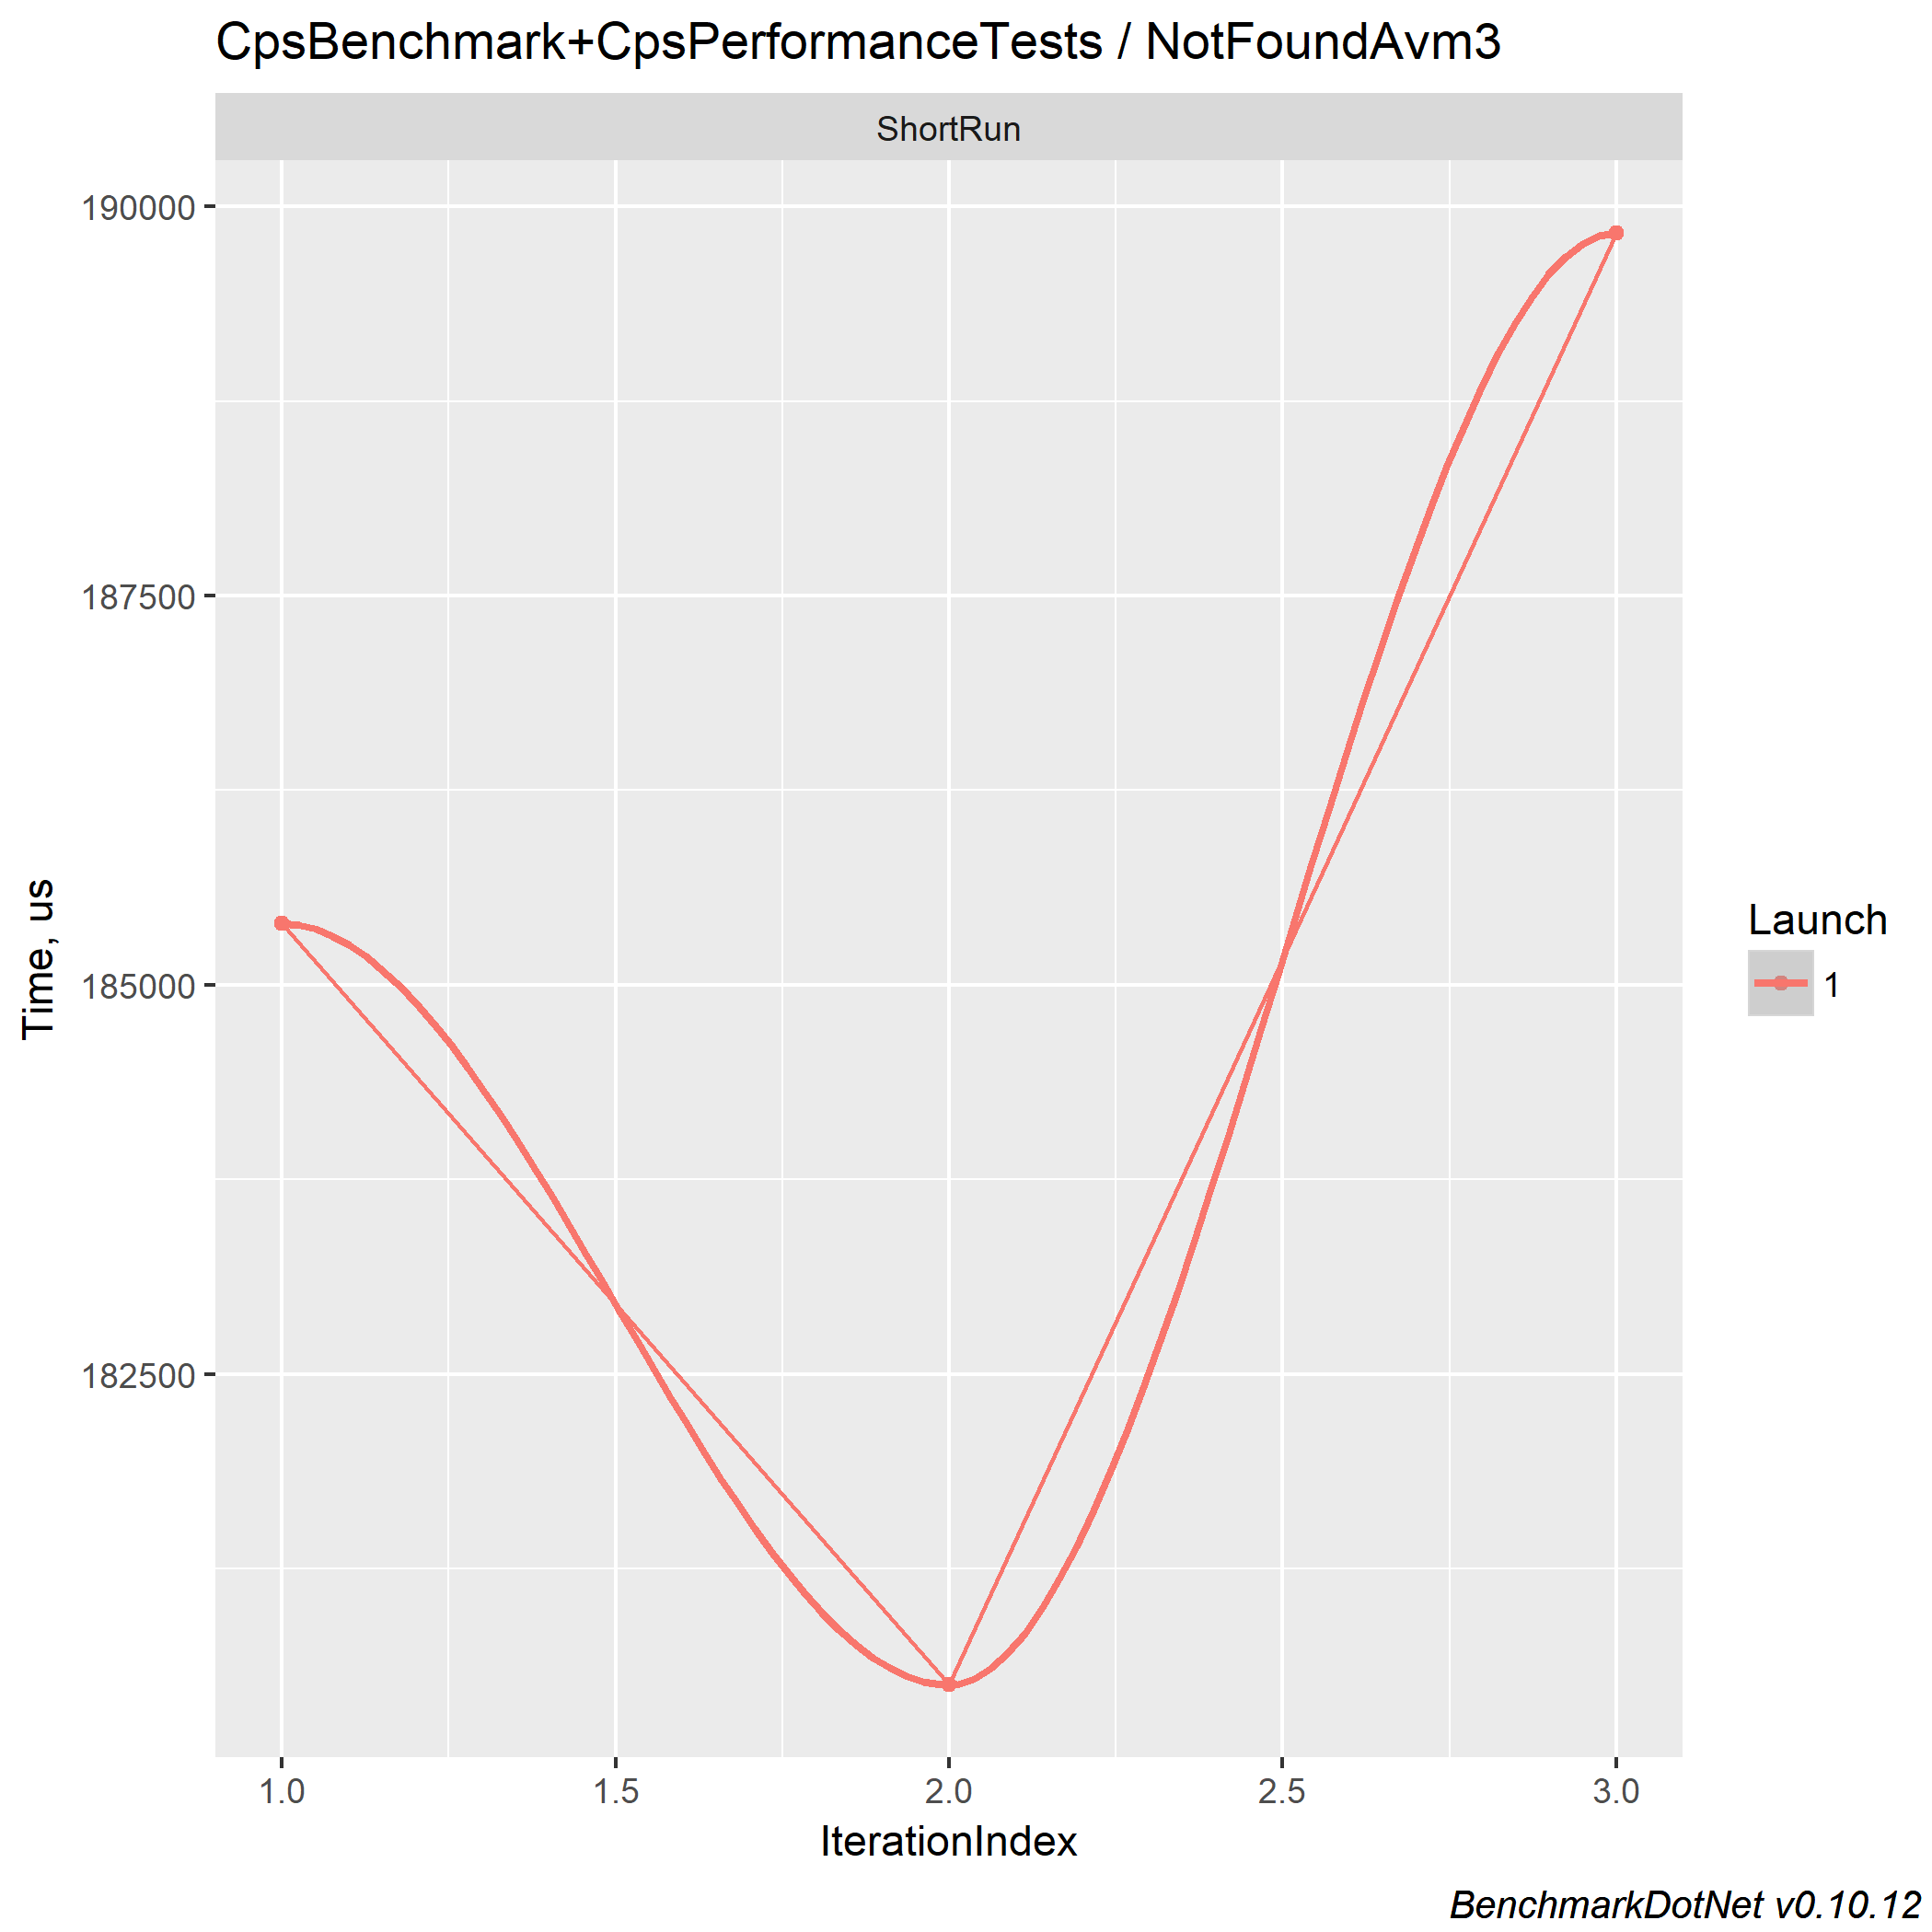 CpsBenchmark+CpsPerformanceTests / NotFoundAvm3
ShortRun
190000
187500
185000
182500
Time, us
1.0 1.5 2.0 2.5 3.0
IterationIndex
Launch
1
BenchmarkDotNet v0.10.12